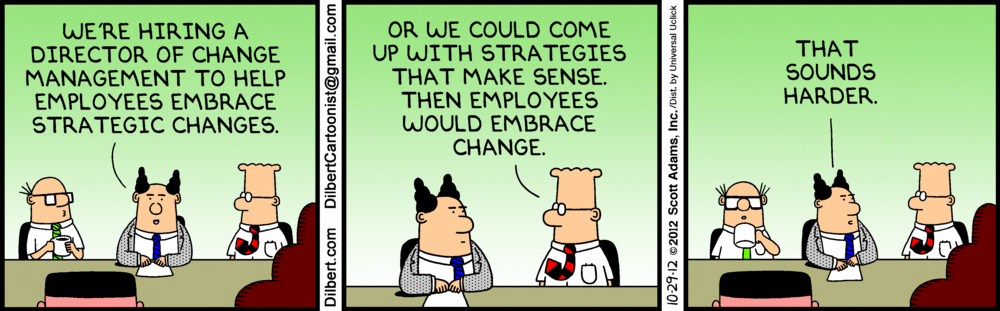 WE'RE HIRING A
DIRECTOR OF CHANGE
MANAGEMENT TO HELP
EMPLOYEES EMBRACE
STRATEGIC CHANGES.
Dilbert.com DilbertCartoonist@gmail.com
OR WE COULD COME
UP WITH STRATEGIES
THAT MAKE SENSE.
THEN EMPLOYEES
WOULD EMBRACE
CHANGE.
10-29-12 © 2012 Scott Adams, Inc. /Dist. by Universal Uclick
THAT
SOUNDS
HARDER.